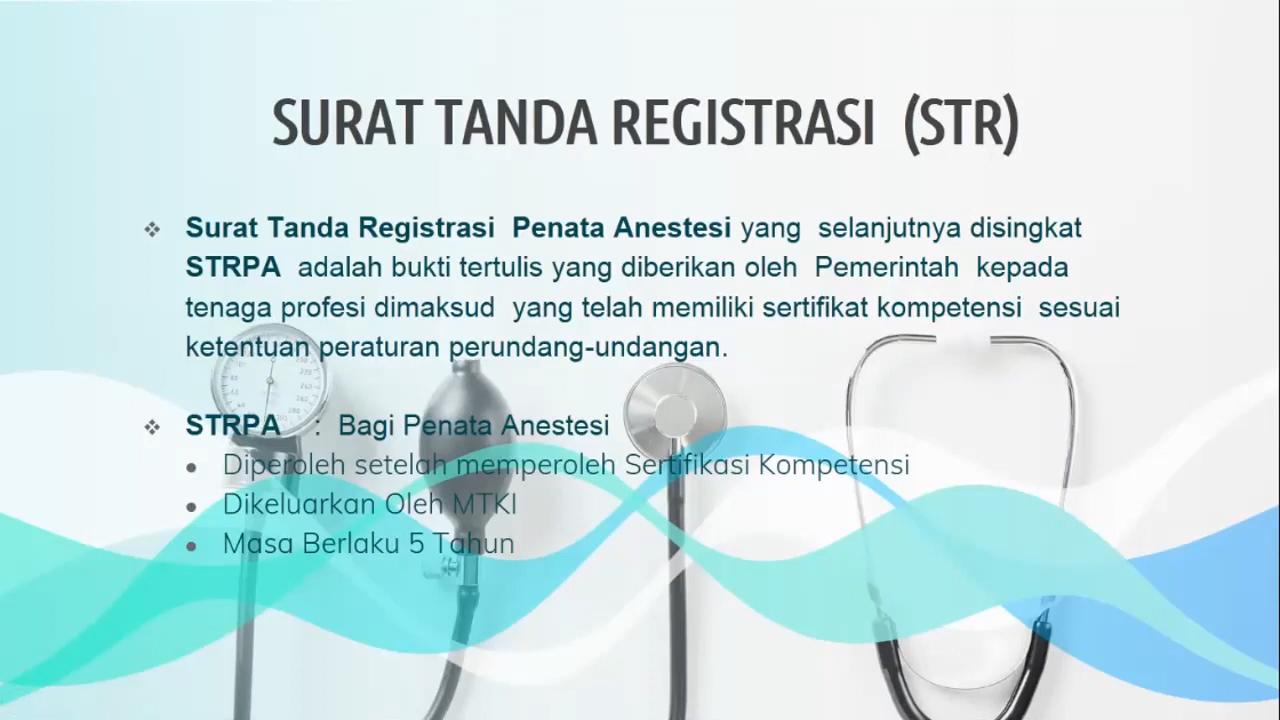 SURAT TANDA REGISTRASI (STR)
❖ Surat Tanda Registrasi Penata Anestesi yang selanjutnya disingkat
STRPA adalah bukti tertulis yang diberikan oleh Pemerintah kepada
tenaga profesi dimaksud yang telah memiliki sertifikat kompetensi sesuai
ketentuan peraturan perundang-undangan.
❖ STRPA : Bagi Penata Anestesi
• Diperoleh setelah memperoleh Sertifikasi Kompetensi
• Dikeluarkan Oleh MTKI
• Masa Berlaku 5 Tahun